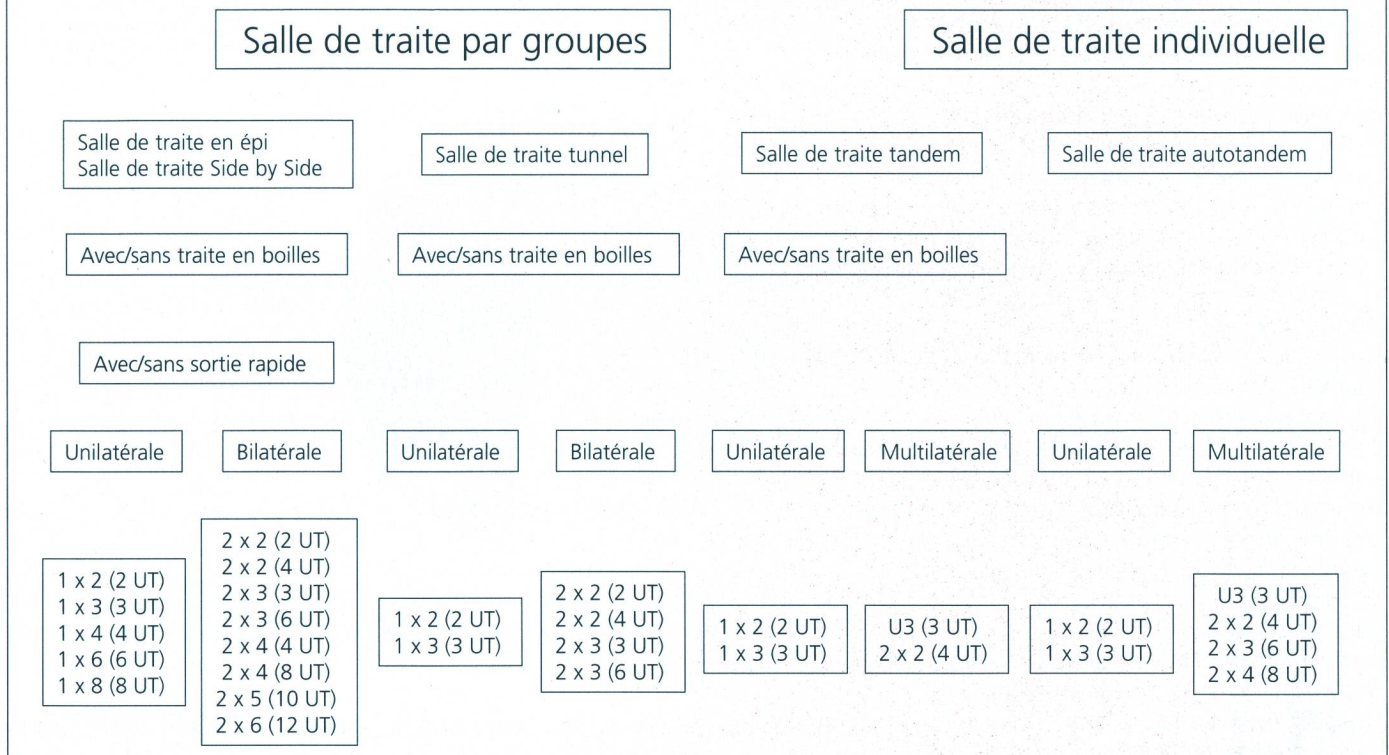 Salle de traite par groupes
Salle de traite individuelle
Salle de traite en épi
Salle de traite Side by Side
Salle de traite tunnel
Salle de traite tandem
Salle de traite autotandem
Avec/sans traite en boilles
Avec/sans traite en boilles
Avec/sans traite en boilles
Avec/sans sortie rapide
Unilatérale
Bilatérale
Unilatérale
Bilatérale
Unilatérale
Multilatérale
Unilatérale
Multilatérale
1 x 2 (2 UT)
1 x 3 (3 UT)
1 x 4 (4 UT)
1 x 6 (6 UT)
1 x 8 (8 UT)
2 x 2 (2 UT)
2 x 2 (4 UT)
2 x 3 (3 UT)
2 x 3 (6 UT)
2 x 4 (4 UT)
2 x 4 (8 UT)
2 x 5 (10 UT)
2 x 6 (12 UT)
1 x 2 (2 UT)
1 x 3 (3 UT)
2 x 2 (2 UT)
2 x 2 (4 UT)
2 x 3 (3 UT)
2 x 3 (6 UT)
1 x 2 (2 UT)
1 x 3 (3 UT)
U3 (3 UT)
2 x 2 (4 UT)
1 x 2 (2 UT)
1 x 3 (3 UT)
U3 (3 UT)
2 x 2 (4 UT)
2 x 3 (6 UT)
2 x 4 (8 UT)